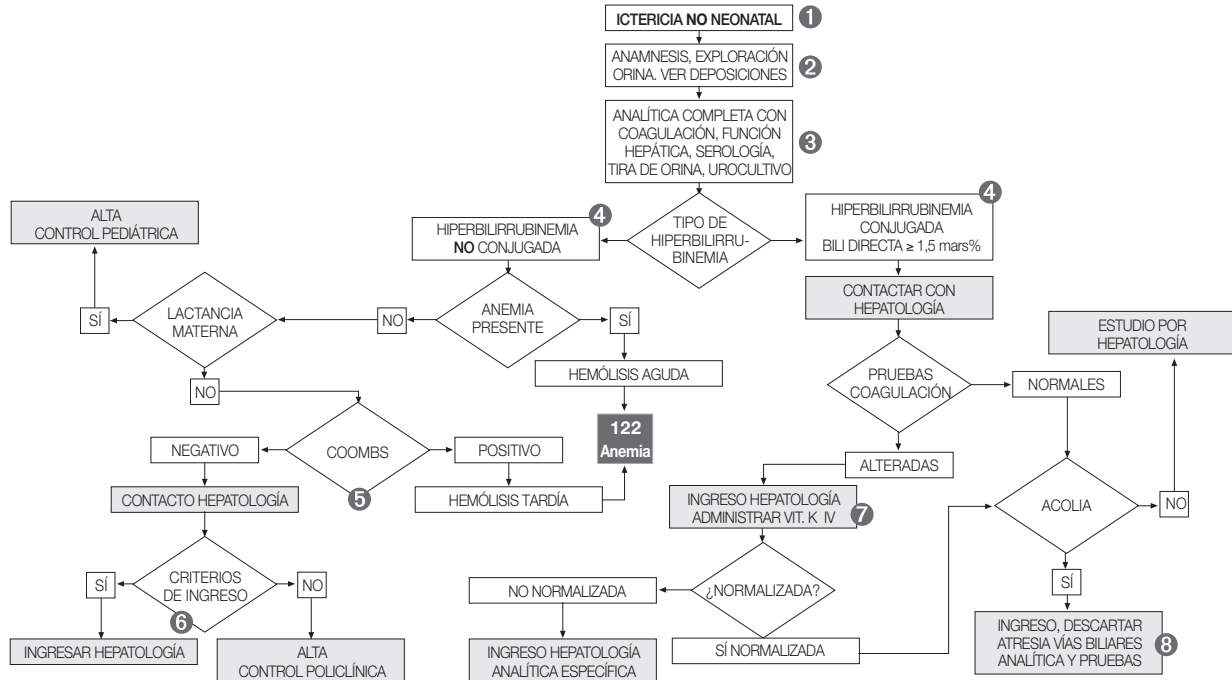 ICTERICIA NO NEONATAL
1
ANAMNESIS, EXPLORACIÓN
ORINA. VER DEPOSICIONES
2
ANALÍTICA COMPLETA CON
COAGULACIÓN, FUNCIÓN
HEPÁTICA, SEROLOGÍA,
TIRA DE ORINA, UROCULTIVO
3
TIPO DE
HIPERBILIRRU-
BINEMIA
4
HIPERBILIRRUBINEMIA
NO CONJUGADA
4
HIPERBILIRRUBINEMIA
CONJUGADA
BILI DIRECTA ≥ 1,5 mars%
ALTA
CONTROL PEDIÁTRICA
SÍ
LACTANCIA
MATERNA
NO
ANEMIA
PRESENTE
SÍ
CONTACTAR CON
HEPATOLOGÍA
ESTUDIO POR
HEPATOLOGÍA
HEMÓLISIS AGUDA
PRUEBAS
COAGULACIÓN
NORMALES
NO
122
Anemia
NEGATIVO
COOMBS
POSITIVO
5
ALTERADAS
CONTACTO HEPATOLOGÍA
HEMÓLISIS TARDÍA
INGRESO HEPATOLOGÍA
ADMINISTRAR VIT. K IV
7
ACOLIA
NO
SÍ
CRITERIOS
DE INGRESO
NO
6
NO NORMALIZADA
¿NORMALIZADA?
SÍ
INGRESAR HEPATOLOGÍA
ALTA
CONTROL POLICLÍNICA
INGRESO HEPATOLOGÍA
ANALÍTICA ESPECÍFICA
SÍ NORMALIZADA
INGRESO, DESCARTAR
ATRESIA VÍAS BILIARES
ANALÍTICA Y PRUEBAS
8